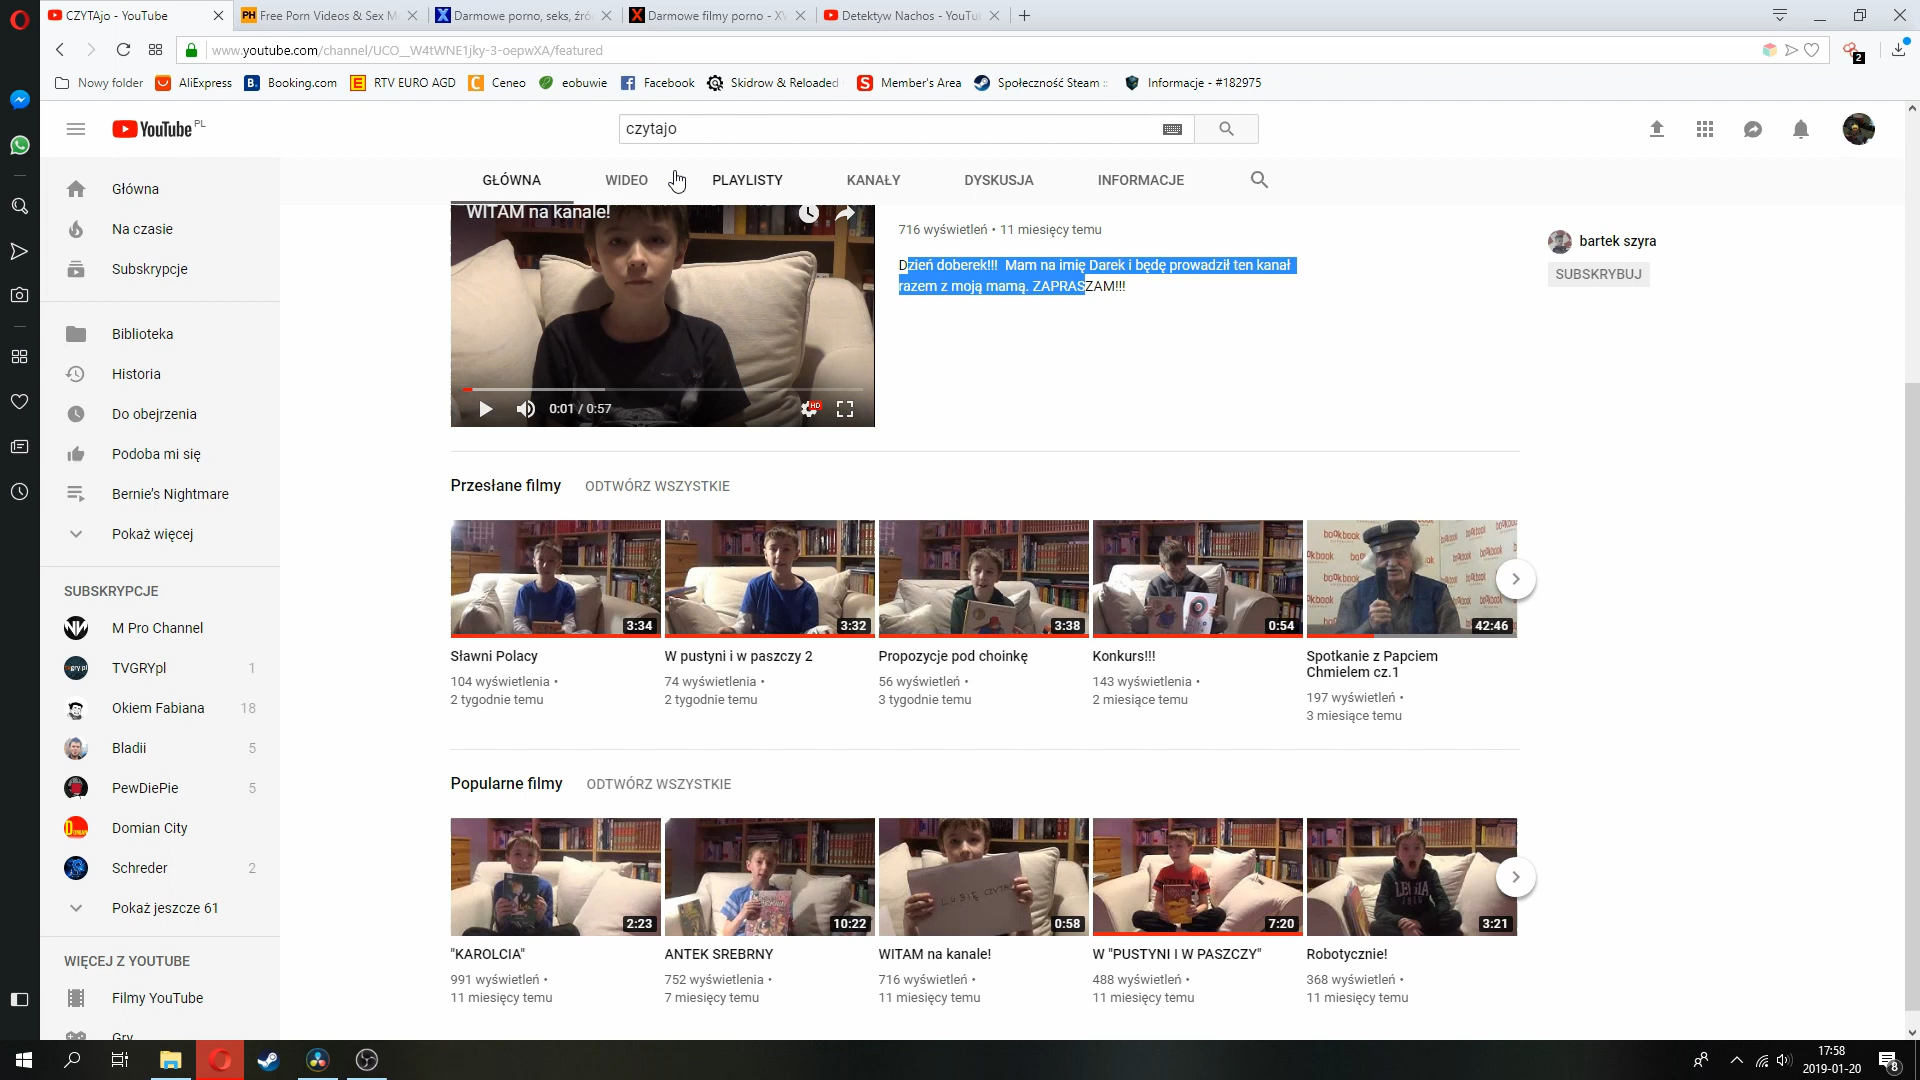 CZYTAjo - YouTube
Free Porn Videos & Sex M
Darmowe porno, seks, źró
Darmowe filmy porno - X
Detektyw Nachos - YouTu
www.youtube.com/channel/UCO__W4tWNE1jky-3-oepwXA/featured
2
Nowy folder
AliExpress
Booking.com
RTV EURO AGD
Ceneo
eobuwie
Facebook
Skidrow & Reloaded
Member's Area
Społeczność Steam ::
Informacje - #182975
YouTube PL
czytajo
GŁÓWNA
WIDEO
PLAYLISTY
KANAŁY
DYSKUSJA
INFORMACJE
Główna
Na czasie
Subskrypcje
Biblioteka
Historia
Do obejrzenia
Podoba mi się
Bernie's Nightmare
Pokaż więcej
SUBSKRYPCJE
M Pro Channel
TVGRYpl 1
Okiem Fabiana 18
Bladii 5
PewDiePie 5
Domian City
Schreder 2
Pokaż jeszcze 61
WIĘCEJ Z YOUTUBE
Filmy YouTube
Gry
WITAM na kanale!
0:01 / 0:57
HD
716 wyświetleń • 11 miesięcy temu
Dzień doberek!!! Mam na imię Darek i będę prowadził ten kanał
razem z moją mamą. ZAPRASZAM!!!
bartek szyra
SUBSKRYBUJ
Przesłane filmy ODTWÓRZ WSZYSTKIE
3:34
3:32
3:38
0:54
bookbook
42:46
Sławni Polacy
104 wyświetlenia •
2 tygodnie temu
W pustyni i w paszczy 2
74 wyświetlenia •
2 tygodnie temu
Propozycje pod choinkę
56 wyświetleń •
3 tygodnie temu
Konkurs!!!
143 wyświetlenia •
2 miesiące temu
Spotkanie z Papciem
Chmielem cz.1
197 wyświetleń •
3 miesiące temu
Popularne filmy ODTWÓRZ WSZYSTKIE
2:23
10:22
LUBIĘ CZYTA
0:58
7:20
LEGIA
3:21
"KAROLCIA"
991 wyświetleń •
11 miesięcy temu
ANTEK SREBRNY
752 wyświetlenia •
7 miesięcy temu
WITAM na kanale!
716 wyświetleń •
11 miesięcy temu
W "PUSTYNI I W PASZCZY"
488 wyświetleń •
11 miesięcy temu
Robotycznie!
368 wyświetleń •
11 miesięcy temu
17:58
2019-01-20
8